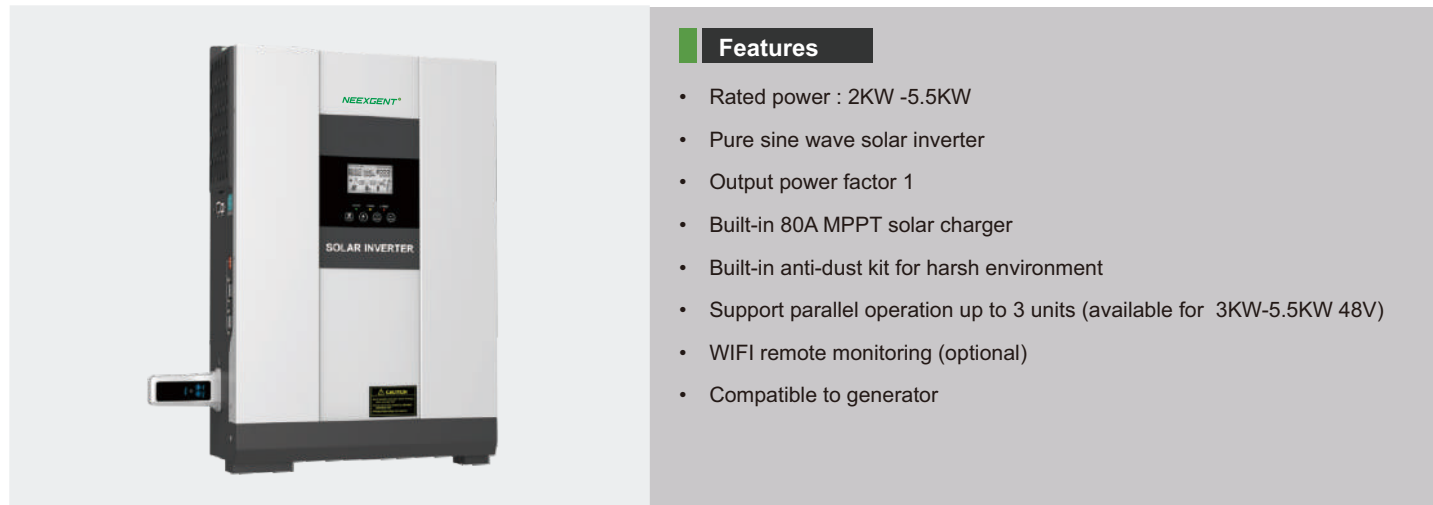 NEEXGENT®
SOLAR INVERTER
⚠ CAUTION
Features
• Rated power : 2KW -5.5KW
• Pure sine wave solar inverter
• Output power factor 1
• Built-in 80A MPPT solar charger
• Built-in anti-dust kit for harsh environment
• Support parallel operation up to 3 units (available for  3KW-5.5KW 48V)
• WIFI remote monitoring (optional)
• Compatible to generator